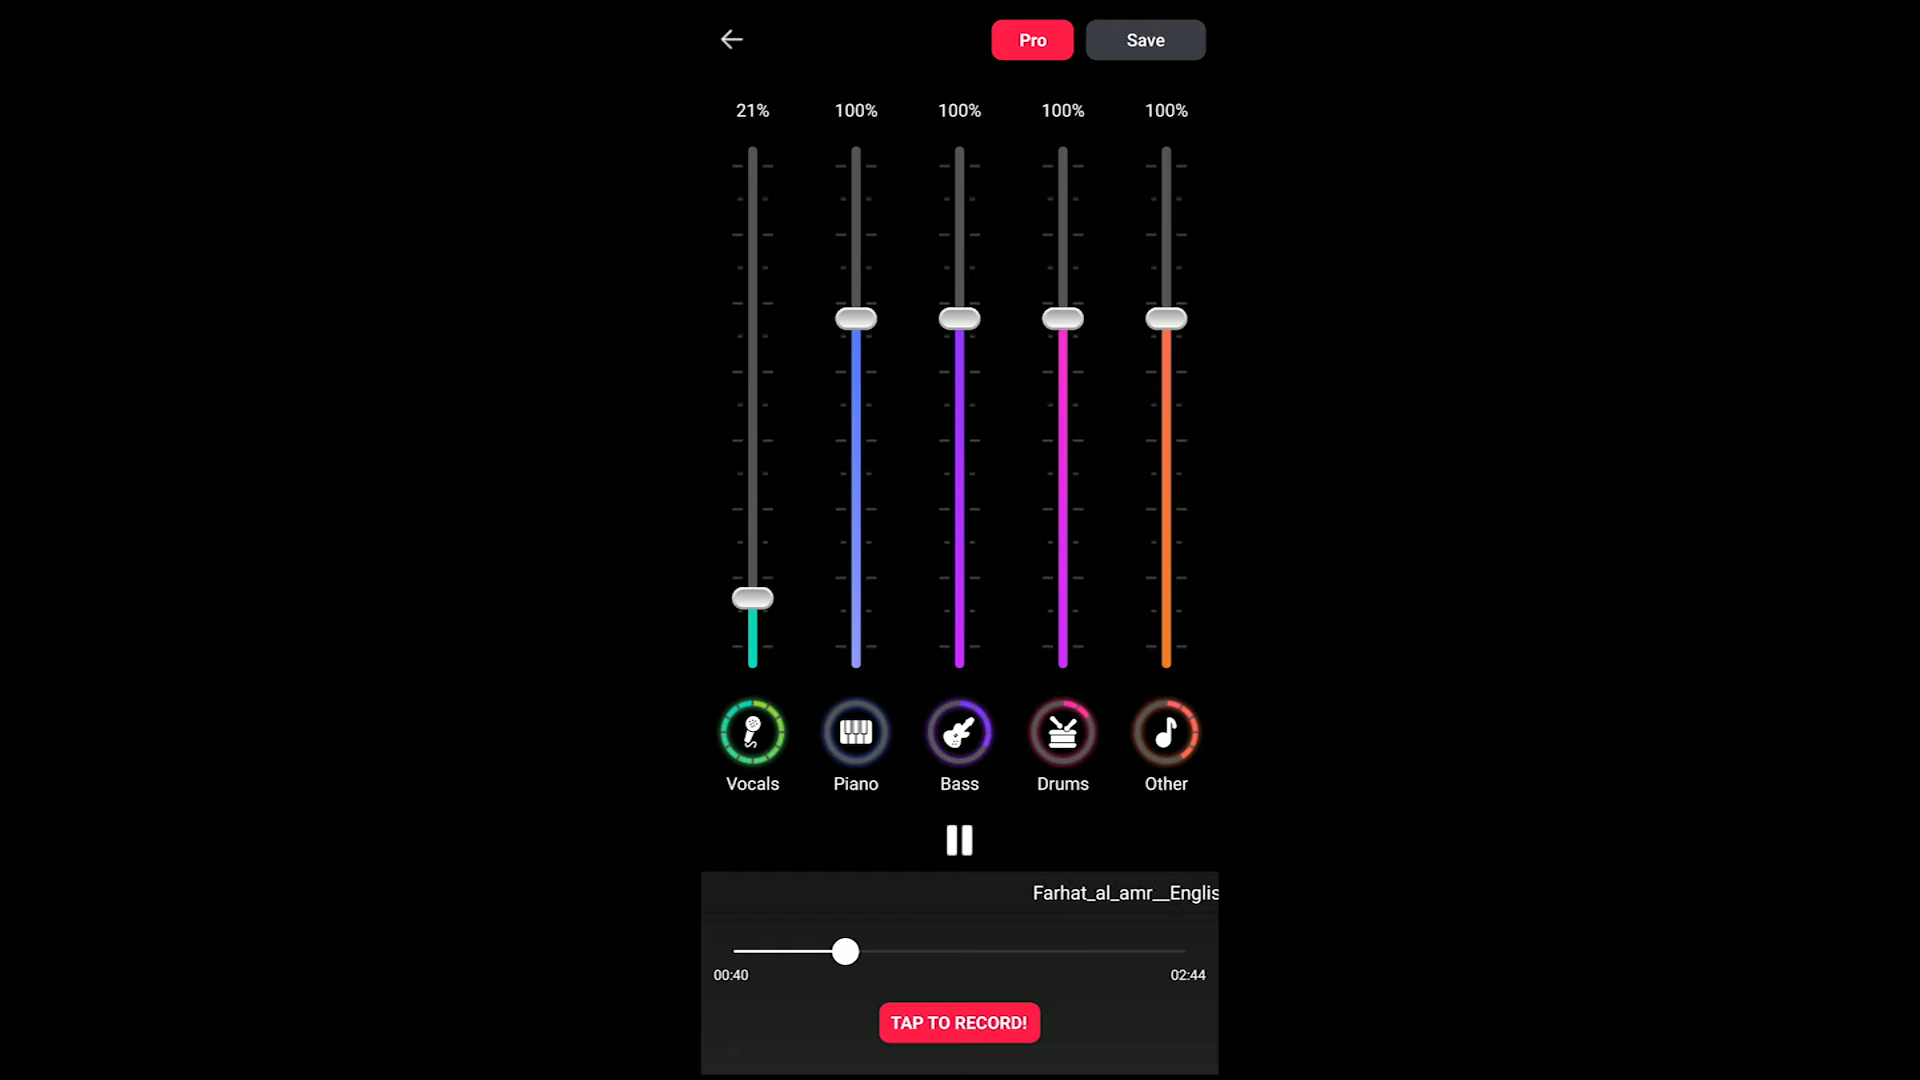 Pro Save
21% 100% 100% 100% 100%
Vocals Piano Bass Drums Other
Farhat_al_amr__Englis
00:40 02:44
TAP TO RECORD!